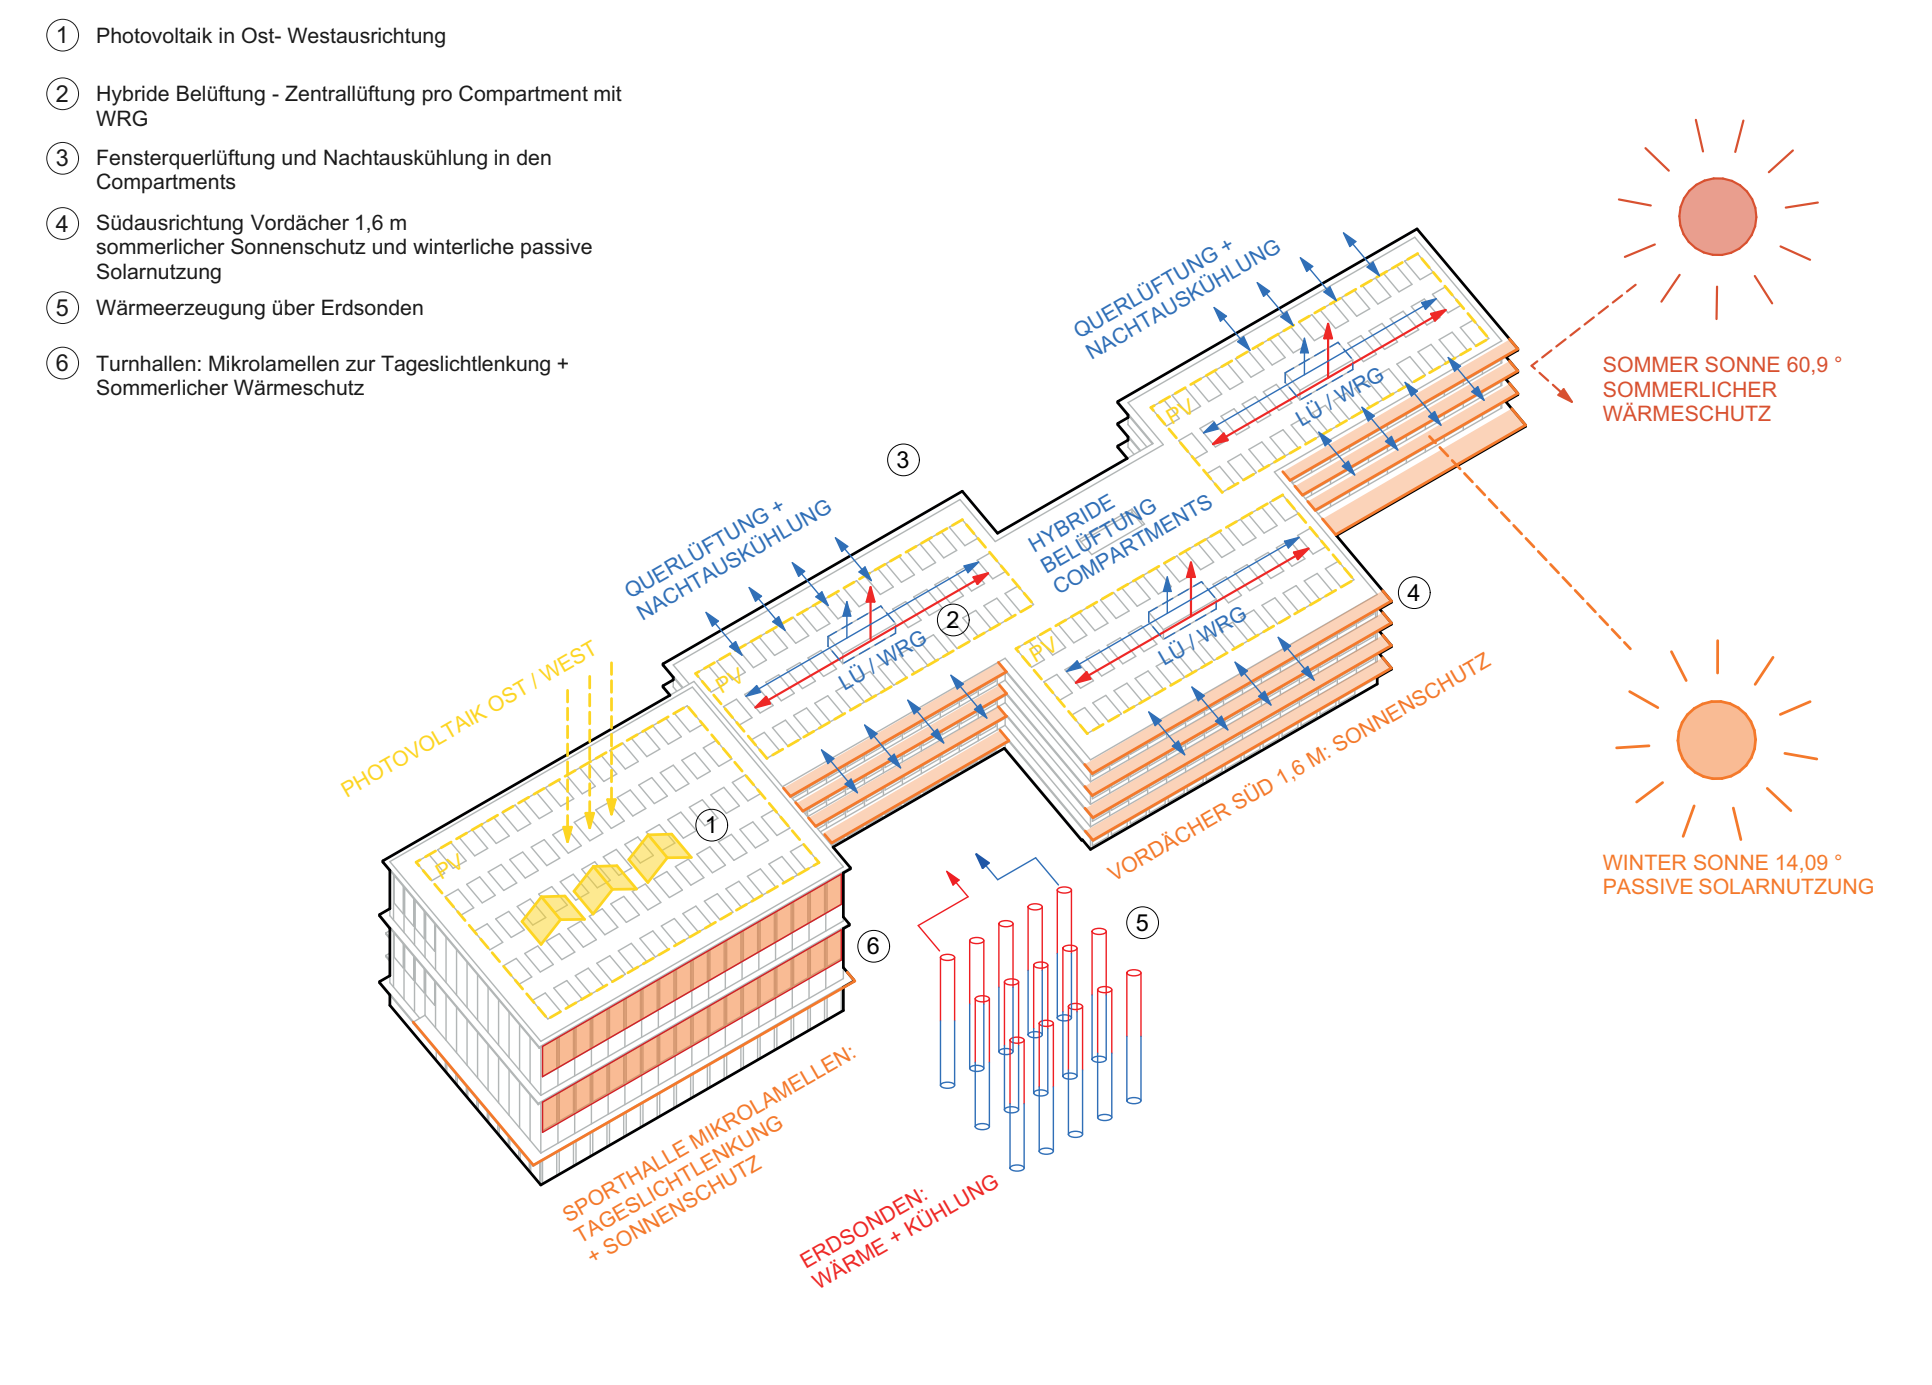 1 Photovoltaik in Ost- Westausrichtung
2 Hybride Belüftung - Zentrallüftung pro Compartment mit
WRG
3 Fensterquerlüftung und Nachtauskühlung in den
Compartments
4 Südausrichtung Vordächer 1,6 m
sommerlicher Sonnenschutz und winterliche passive
Solarnutzung
5 Wärmeerzeugung über Erdsonden
6 Turnhallen: Mikrolamellen zur Tageslichtlenkung +
Sommerlicher Wärmeschutz
QUERLÜFTUNG +
NACHTAUSKÜHLUNG
PV
LÜ / WRG
SOMMER SONNE 60,9 °
SOMMERLICHER
WÄRMESCHUTZ
3
QUERLÜFTUNG +
NACHTAUSKÜHLUNG
HYBRIDE
BELÜFTUNG
COMPARTMENTS
PV
LÜ / WRG
2
PV
LÜ / WRG
4
PHOTOVOLTAIK OST / WEST
PV
1
VORDÄCHER SÜD 1,6 M: SONNENSCHUTZ
WINTER SONNE 14,09 °
PASSIVE SOLARNUTZUNG
6
5
SPORTHALLE MIKROLAMELLEN:
TAGESLICHTLENKUNG
+ SONNENSCHUTZ
ERDSONDEN:
WÄRME + KÜHLUNG